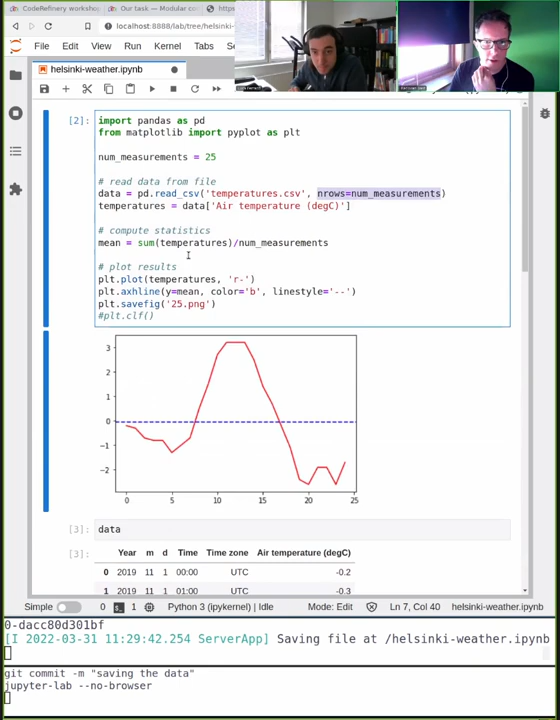 CodeRefinery workshop
Our task — Modular co
https
localhost:8888/lab/tree/helsinki-
File Edit View Run Kernel Tabs
helsinki-weather.ipynb
[2]:
import pandas as pd
from matplotlib import pyplot as plt
num_measurements = 25
# read data from file
data = pd.read_csv('temperatures.csv', nrows=num_measurements)
temperatures = data['Air temperature (degC)']
# compute statistics
mean = sum(temperatures)/num_measurements
# plot results
plt.plot(temperatures, 'r-')
plt.axhline(y=mean, color='b', linestyle='--')
plt.savefig('25.png')
#plt.clf()
3
2
1
0
−1
−2
0 5 10 15 20 25
[3]: data
[3]: Year m d Time Time zone Air temperature (degC)
0 2019 11 1 00:00 UTC -0.2
1 2019 11 1 01:00 UTC -0.3
Simple 0 1 Python 3 (ipykernel) | Idle Mode: Edit Ln 7, Col 40 helsinki-weather.ipynb
0-dacc80d301bf
[I 2022-03-31 11:29:42.254 ServerApp] Saving file at /helsinki-weather.ipynb
git commit -m "saving the data"
jupyter-lab --no-browser